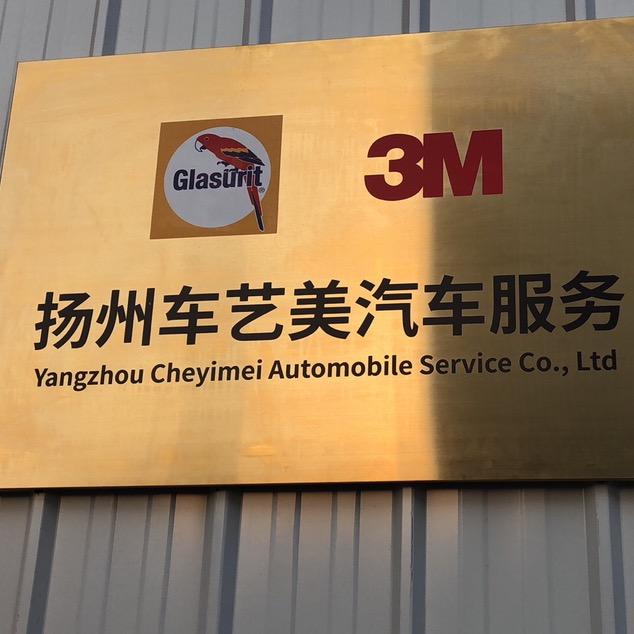 Glasurit
3M
扬州车艺美汽车服务
Yangzhou Cheyimei Automobile Service Co., Ltd